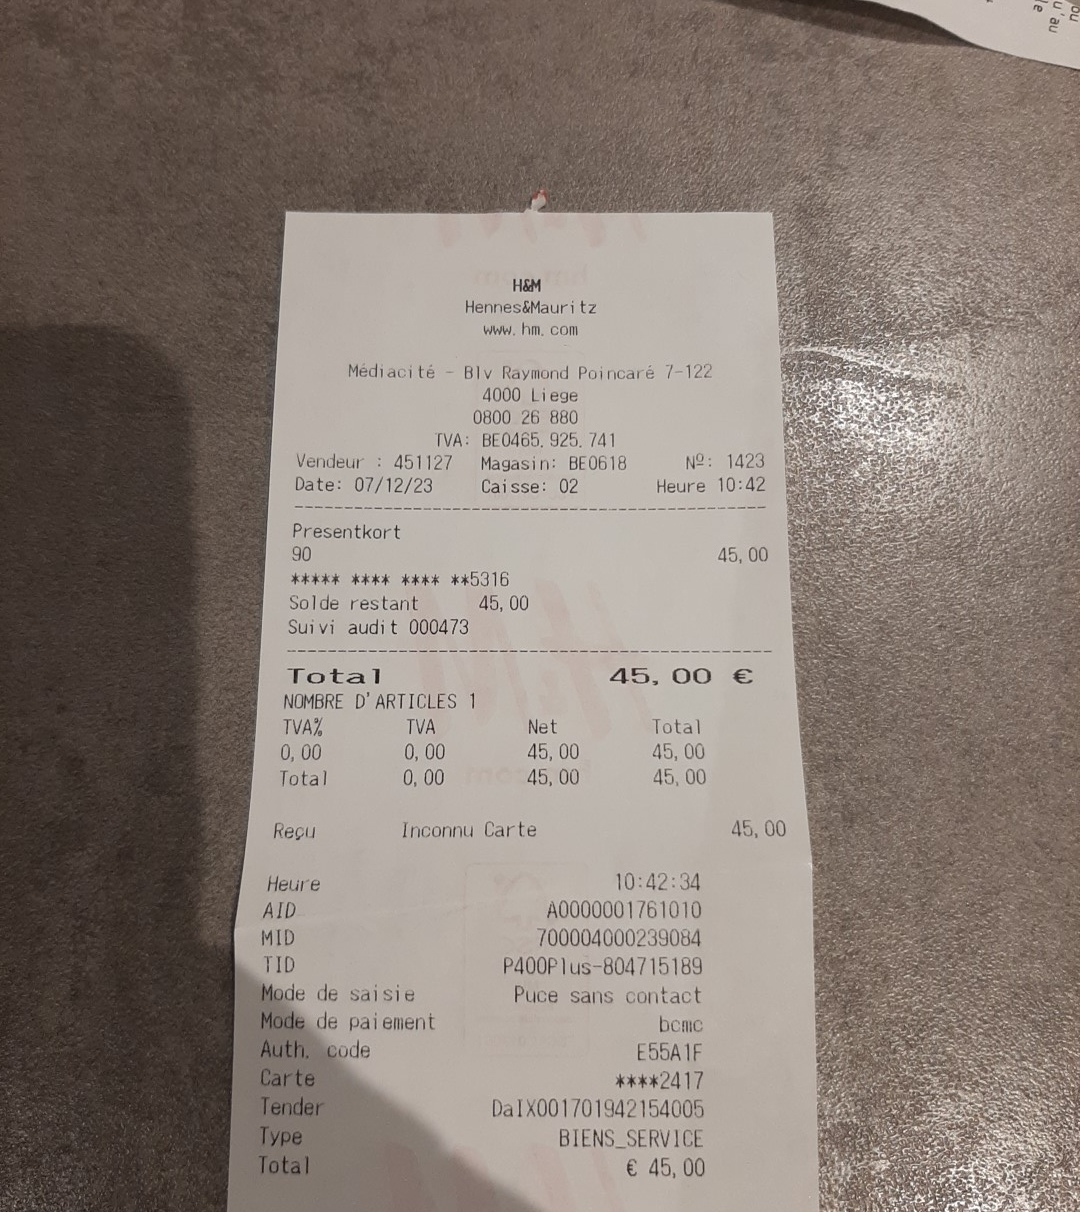 ou
u'au
le
H&M
Hennes&Mauritz
www.hm.com
Médiacité - Blv Raymond Poincaré 7-122
4000 Liege
0800 26 880
TVA: BE0465.925.741
Vendeur : 451127 Magasin: BE0618 Nº: 1423
Date: 07/12/23 Caisse: 02 Heure 10:42
Presentkort
90 45,00
***** **** **** **5316
Solde restant 45,00
Suivi audit 000473
Total 45,00 €
NOMBRE D'ARTICLES 1
TVA% TVA Net Total
0,00 0,00 45,00 45,00
Total 0,00 45,00 45,00
Reçu Inconnu Carte 45,00
Heure 10:42:34
AID A0000001761010
MID 700004000239084
TID P400Plus-804715189
Mode de saisie Puce sans contact
Mode de paiement bcmc
Auth. code E55A1F
Carte ****2417
Tender DaIX001701942154005
Type BIENS_SERVICE
Total € 45,00